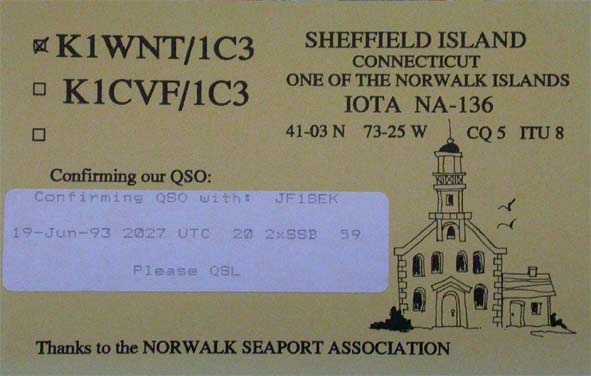 K1WNT/1C3
K1CVF/1C3
SHEFFIELD ISLAND
CONNECTICUT
ONE OF THE NORWALK ISLANDS
IOTA NA-136
41-03 N 73-25 W CQ 5 ITU 8
Confirming our QSO:
Confirming QSO with: JF1SEK
19-Jun-93 2027 UTC 20 2xSSB 59
Please QSL
Thanks to the NORWALK SEAPORT ASSOCIATION